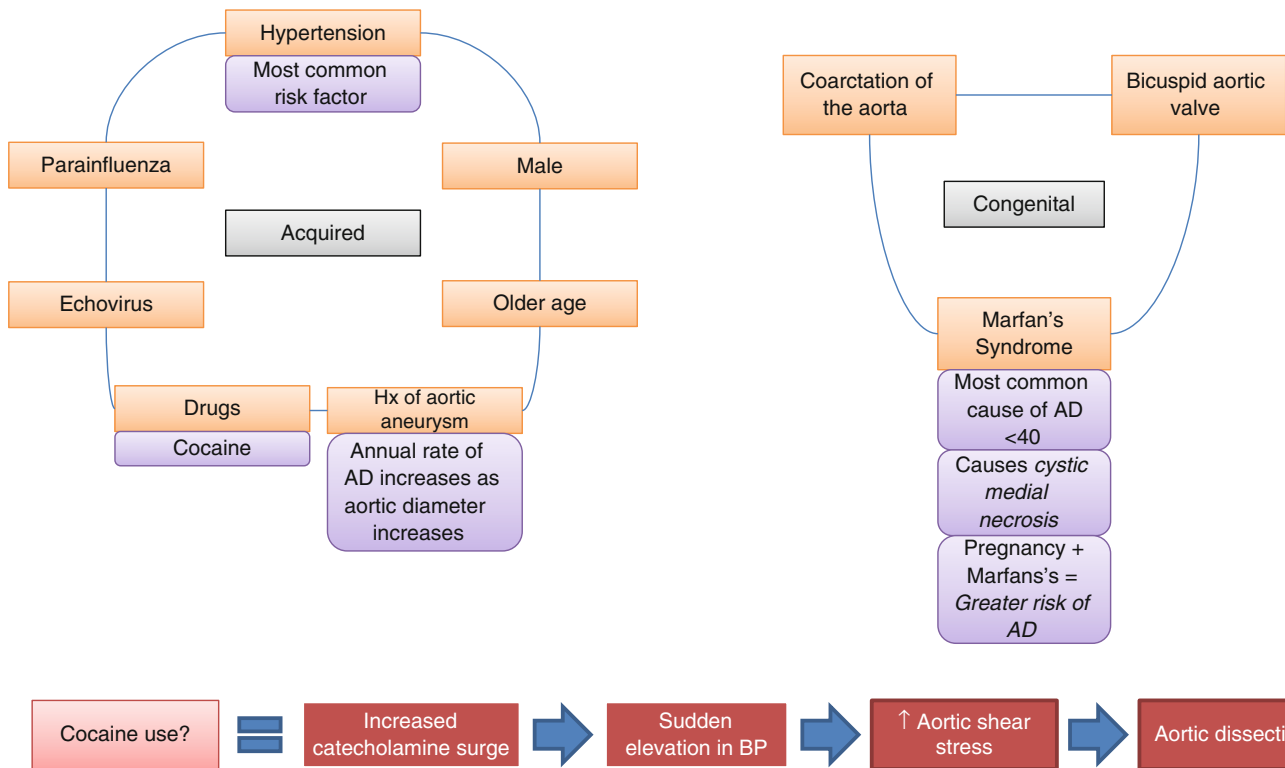 Hypertension
Most common
risk factor
Parainfluenza
Male
Acquired
Echovirus
Older age
Drugs
Cocaine
Hx of aortic
aneurysm
Annual rate of
AD increases as
aortic diameter
increases
Coarctation of
the aorta
Bicuspid aortic
valve
Congenital
Marfan's
Syndrome
Most common
cause of AD
<40
Causes cystic
medial
necrosis
Pregnancy +
Marfans's =
Greater risk of
AD
Cocaine use?
Increased
catecholamine surge
Sudden
elevation in BP
↑ Aortic shear
stress
Aortic dissecti